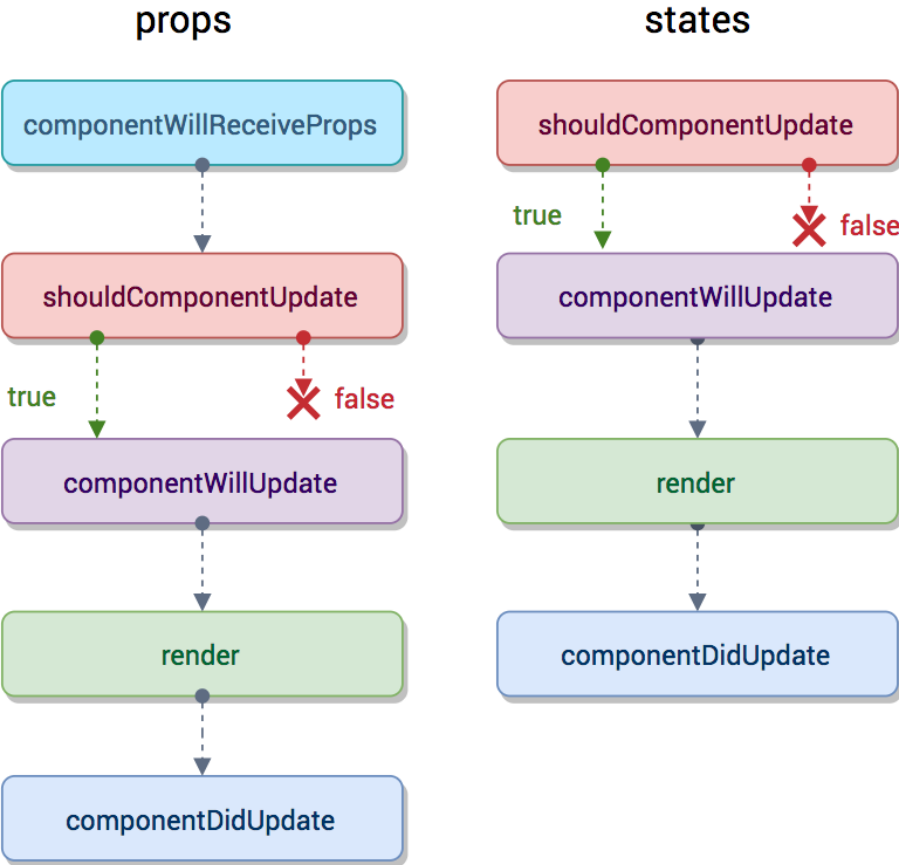 props
componentWillReceiveProps
shouldComponentUpdate
true
false
componentWillUpdate
render
componentDidUpdate
states
shouldComponentUpdate
true
false
componentWillUpdate
render
componentDidUpdate